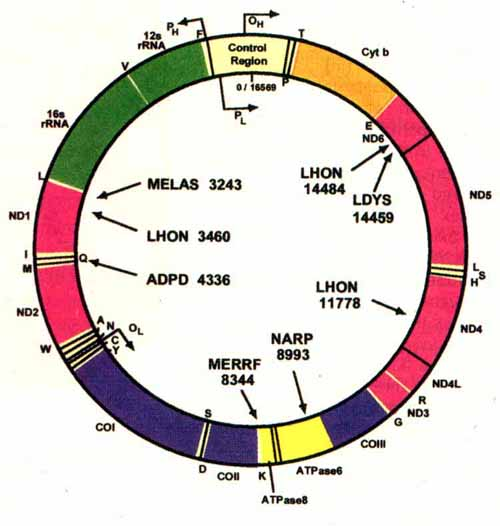 P_H
O_H
12s
rRNA
F
Control
Region
T
P
Cyt b
0 / 16569
P_L
V
16s
rRNA
E
ND6
L
MELAS 3243
LHON
14484
LDYS
14459
ND5
ND1
LHON 3460
I
M
Q
ADPD 4336
L
S
H
LHON
11778
ND2
ND4
W
A
N
C
Y
O_L
NARP
8993
MERRF
8344
ND4L
R
ND3
G
COI
S
D
COII
K
ATPase6
COIII
ATPase8